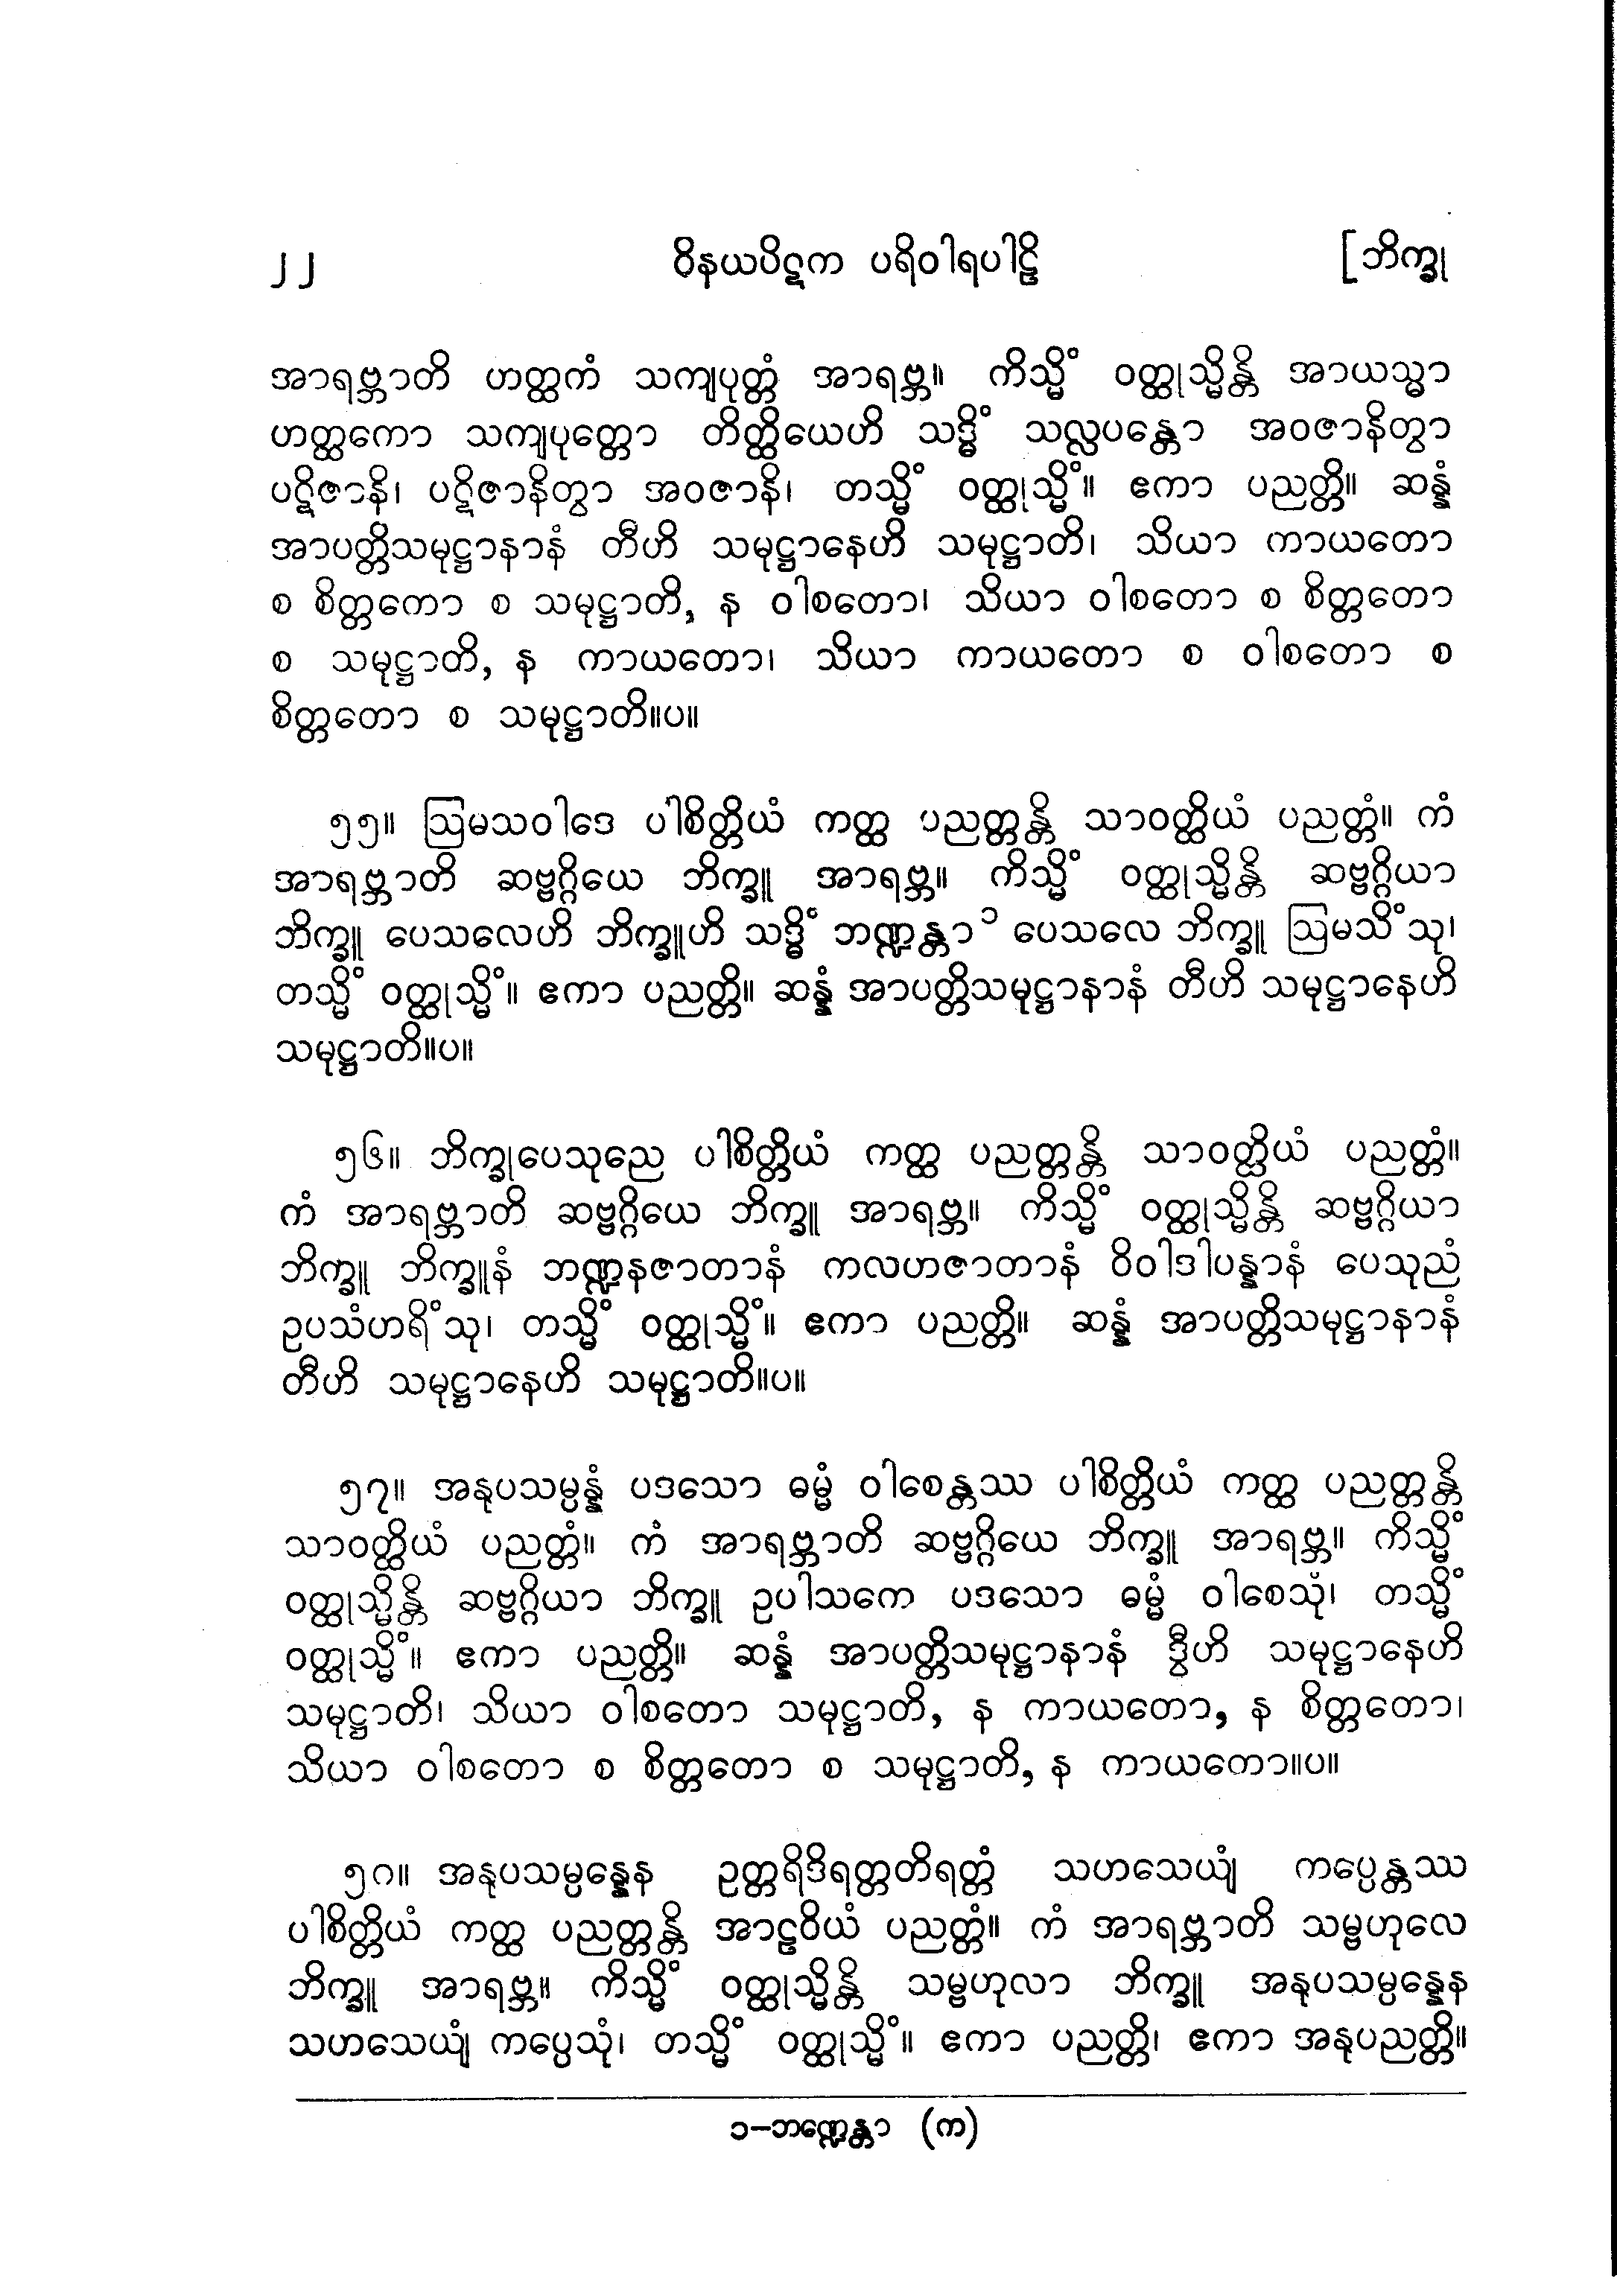 ၂၂ ဝိနယပိဋက ပရိဝါရပါဠိ [ဘိက္ခု
အာရဗ္ဘာတိ ဟတ္ထကံ သကျပုတ္တံ အာရဗ္ဘ။ ကိသ္မိံ ဝတ္ထုသ္မိန္တိ အာယသ္မာ
ဟတ္ထကော သကျပုတ္တော တိတ္ထိယေဟိ သဒ္ဓိံ သလ္လပန္တော အဝဇာနိတွာ
ပဋိဇာနိ၊ ပဋိဇာနိတွာ အဝဇာနိ၊ တသ္မိံ ဝတ္ထုသ္မိံ။ ဧကာ ပညတ္တိ။ ဆန္နံ
အာပတ္တိသမုဋ္ဌာနာနံ တီဟိ သမုဋ္ဌာနေဟိ သမုဋ္ဌာတိ၊ သိယာ ကာယတော
စ စိတ္တကော စ သမုဋ္ဌာတိ, န ဝါစတော၊ သိယာ ဝါစတော စ စိတ္တတော
စ သမုဋ္ဌာတိ, န ကာယတော၊ သိယာ ကာယတော စ ဝါစတော စ
စိတ္တတော စ သမုဋ္ဌာတိ။ပ။
၅၅။ ဩမသဝါဒေ ပါစိတ္တိယံ ကတ္ထ ပညတ္တန္တိ သာဝတ္ထိယံ ပညတ္တံ။ ကံ
အာရဗ္ဘာတိ ဆဗ္ဗဂ္ဂိယေ ဘိက္ခူ အာရဗ္ဘ။ ကိသ္မိံ ဝတ္ထုသ္မိန္တိ ဆဗ္ဗဂ္ဂိယာ
ဘိက္ခူ ပေသလေဟိ ဘိက္ခူဟိ သဒ္ဓိံ ဘဏ္ဍန္တာ ၁ ပေသလေ ဘိက္ခူ ဩမသိံသု၊
တသ္မိံ ဝတ္ထုသ္မိံ။ ဧကာ ပညတ္တိ။ ဆန္နံ အာပတ္တိသမုဋ္ဌာနာနံ တီဟိ သမုဋ္ဌာနေဟိ
သမုဋ္ဌာတိ။ပ။
၅၆။ ဘိက္ခုပေသုညေ ပါစိတ္တိယံ ကတ္ထ ပညတ္တန္တိ သာဝတ္ထိယံ ပညတ္တံ။
ကံ အာရဗ္ဘာတိ ဆဗ္ဗဂ္ဂိယေ ဘိက္ခူ အာရဗ္ဘ။ ကိသ္မိံ ဝတ္ထုသ္မိန္တိ ဆဗ္ဗဂ္ဂိယာ
ဘိက္ခူ ဘိက္ခူနံ ဘဏ္ဍနဇာတာနံ ကလဟဇာတာနံ ဝိဝါဒါပန္နာနံ ပေသုညံ
ဥပသံဟရိံသု၊ တသ္မိံ ဝတ္ထုသ္မိံ။ ဧကာ ပညတ္တိ။ ဆန္နံ အာပတ္တိသမုဋ္ဌာနာနံ
တီဟိ သမုဋ္ဌာနေဟိ သမုဋ္ဌာတိ။ပ။
၅၇။ အနုပသမ္ပန္နံ ပဒသော ဓမ္မံ ဝါစေန္တဿ ပါစိတ္တိယံ ကတ္ထ ပညတ္တန္တိ
သာဝတ္ထိယံ ပညတ္တံ။ ကံ အာရဗ္ဘာတိ ဆဗ္ဗဂ္ဂိယေ ဘိက္ခူ အာရဗ္ဘ။ ကိသ္မိံ
ဝတ္ထုသ္မိန္တိ ဆဗ္ဗဂ္ဂိယာ ဘိက္ခူ ဥပါသကေ ပဒသော ဓမ္မံ ဝါစေသုံ၊ တသ္မိံ
ဝတ္ထုသ္မိံ။ ဧကာ ပညတ္တိ။ ဆန္နံ အာပတ္တိသမုဋ္ဌာနာနံ ဒွီဟိ သမုဋ္ဌာနေဟိ
သမုဋ္ဌာတိ၊ သိယာ ဝါစတော သမုဋ္ဌာတိ, န ကာယတော, န စိတ္တတော၊
သိယာ ဝါစတော စ စိတ္တတော စ သမုဋ္ဌာတိ, န ကာယကော။ပ။
၅၈။ အနုပသမ္ပန္နေန ဥတ္တရိဒိရတ္တတိရတ္တံ သဟသေယျံ ကပ္ပေန္တဿ
ပါစိတ္တိယံ ကတ္ထ ပညတ္တန္တိ အာဠဝိယံ ပညတ္တံ။ ကံ အာရဗ္ဘာတိ သမ္ဗဟုလေ
ဘိက္ခူ အာရဗ္ဘ။ ကိသ္မိံ ဝတ္ထုသ္မိန္တိ သမ္ဗဟုလာ ဘိက္ခူ အနုပသမ္ပန္နေန
သဟသေယျံ ကပ္ပေသုံ၊ တသ္မိံ ဝတ္ထုသ္မိံ။ ဧကာ ပညတ္တိ၊ ဧကာ အနုပညတ္တိ။
၁–ဘဏ္ဍေန္တာ (က)